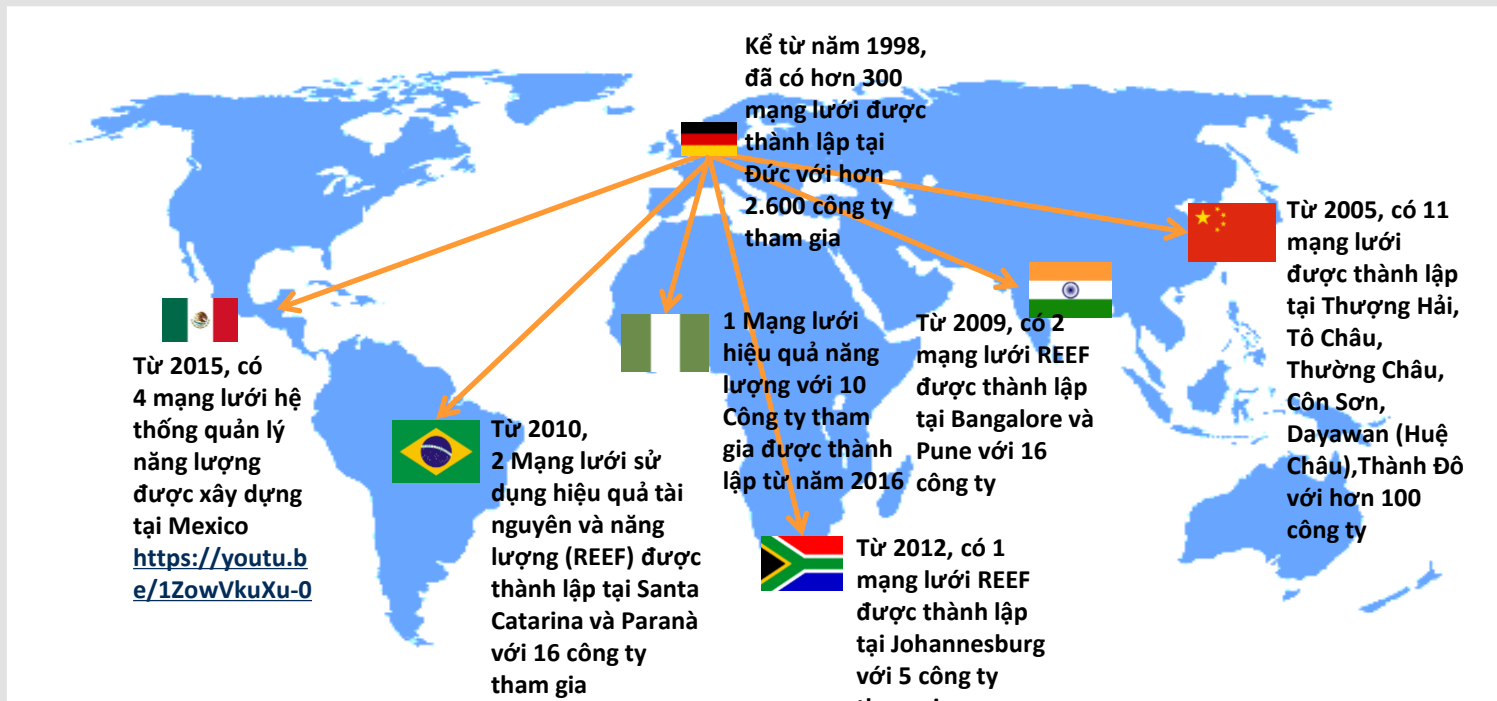 Kể từ năm 1998,
đã có hơn 300
mạng lưới được
thành lập tại
Đức với hơn
2.600 công ty
tham gia
Từ 2005, có 11
mạng lưới
được thành lập
tại Thượng Hải,
Tô Châu,
Thường Châu,
Côn Sơn,
Dayawan (Huệ
Châu),Thành Đô
với hơn 100
công ty
Từ 2015, có
4 mạng lưới hệ
thống quản lý
năng lượng
được xây dựng
tại Mexico
https://youtu.b
e/1ZowVkuXu-0
Từ 2010,
2 Mạng lưới sử
dụng hiệu quả tài
nguyên và năng
lượng (REEF) được
thành lập tại Santa
Catarina và Paranà
với 16 công ty
tham gia
1 Mạng lưới
hiệu quả năng
lượng với 10
Công ty tham
gia được thành
lập từ năm 2016
Từ 2009, có 2
mạng lưới REEF
được thành lập
tại Bangalore và
Pune với 16
công ty
Từ 2012, có 1
mạng lưới REEF
được thành lập
tại Johannesburg
với 5 công ty